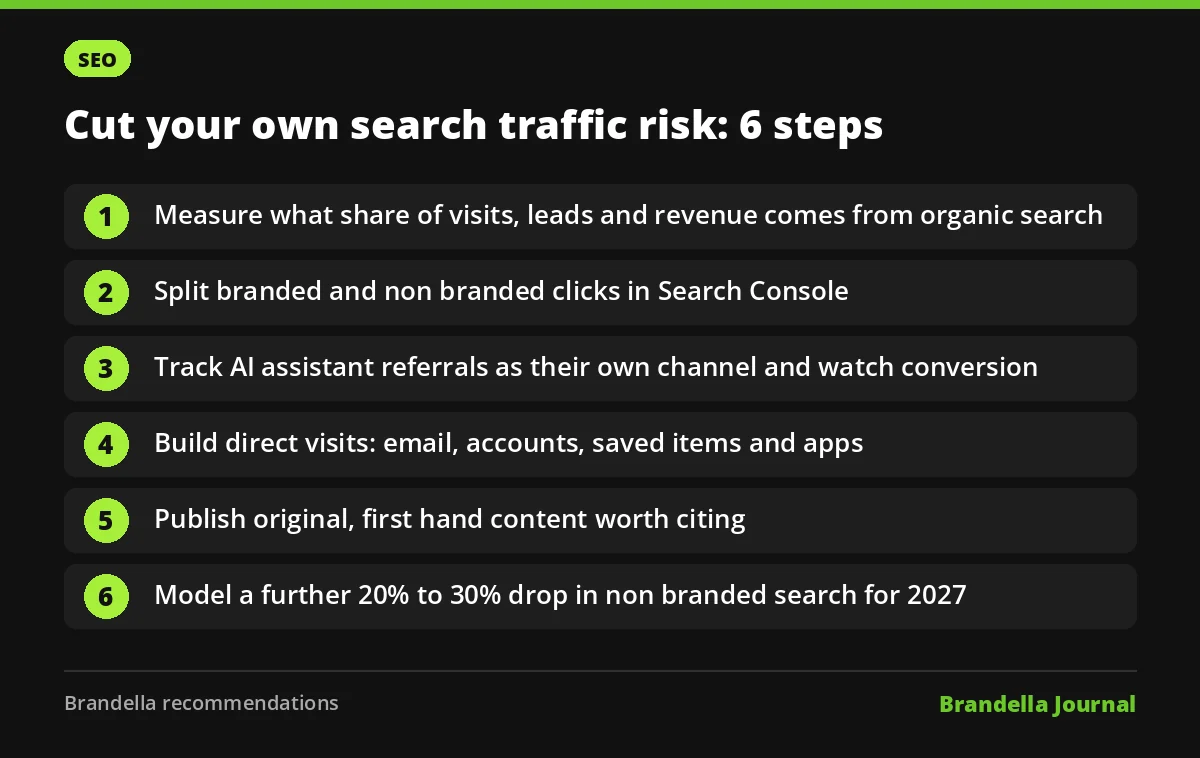 SEO
Cut your own search traffic risk: 6 steps
1 Measure what share of visits, leads and revenue comes from organic search
2 Split branded and non branded clicks in Search Console
3 Track AI assistant referrals as their own channel and watch conversion
4 Build direct visits: email, accounts, saved items and apps
5 Publish original, first hand content worth citing
6 Model a further 20% to 30% drop in non branded search for 2027
Brandella recommendations
Brandella Journal